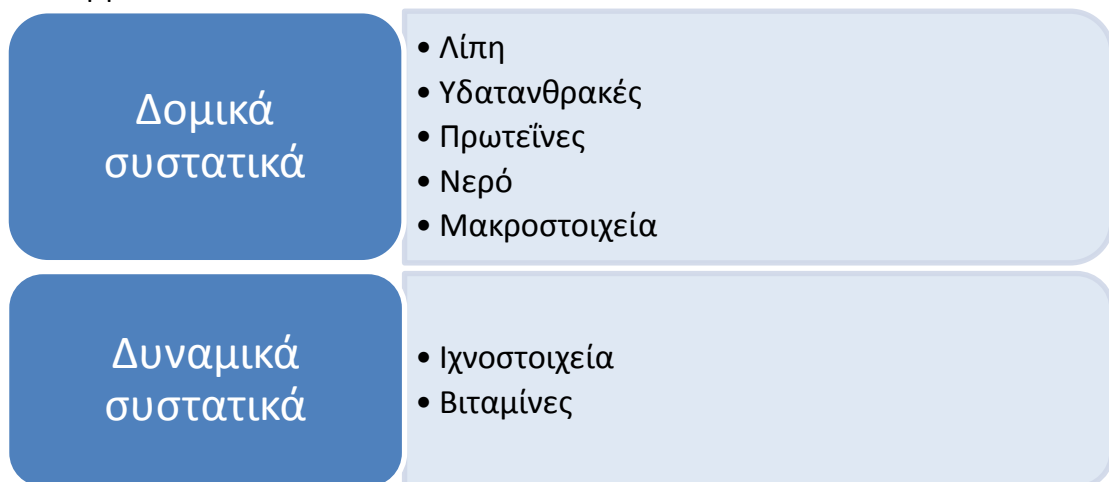 Δομικά
συστατικά
• Λίπη
• Υδατανθρακές
• Πρωτεΐνες
• Νερό
• Μακροστοιχεία
Δυναμικά
συστατικά
• Ιχνοστοιχεία
• Βιταμίνες